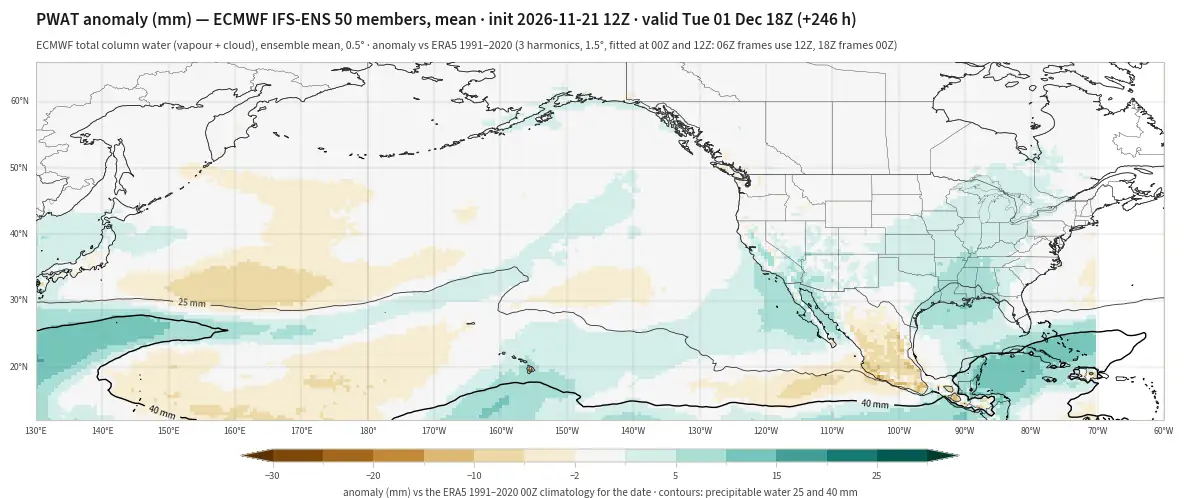 PWAT anomaly (mm) — ECMWF IFS-ENS 50 members, mean · init 2026-11-21 12Z · valid Tue 01 Dec 18Z (+246 h)
ECMWF total column water (vapour + cloud), ensemble mean, 0.5° · anomaly vs ERA5 1991–2020 (3 harmonics, 1.5°, fitted at 00Z and 12Z: 06Z frames use 12Z, 18Z frames 00Z)
60°N
50°N
40°N
30°N
20°N
25 mm
40 mm
40 mm
130°E 140°E 150°E 160°E 170°E 180° 170°W 160°W 150°W 140°W 130°W 120°W 110°W 100°W 90°W 80°W 70°W 60°W
−30 −20 −10 −2 5 15 25
anomaly (mm) vs the ERA5 1991–2020 00Z climatology for the date · contours: precipitable water 25 and 40 mm